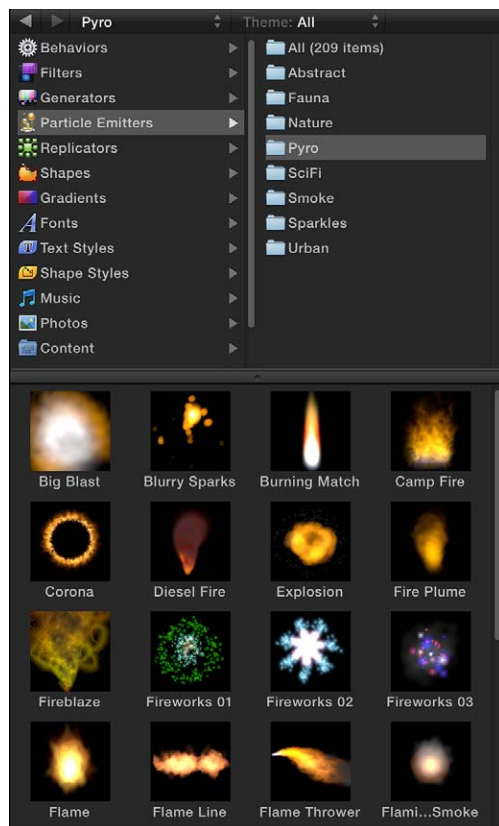 Pyro Theme: All
Behaviors
Filters
Generators
Particle Emitters
Replicators
Shapes
Gradients
Fonts
Text Styles
Shape Styles
Music
Photos
Content
All (209 items)
Abstract
Fauna
Nature
Pyro
SciFi
Smoke
Sparkles
Urban
Big Blast Blurry Sparks Burning Match Camp Fire
Corona Diesel Fire Explosion Fire Plume
Fireblaze Fireworks 01 Fireworks 02 Fireworks 03
Flame Flame Line Flame Thrower Flami...Smoke